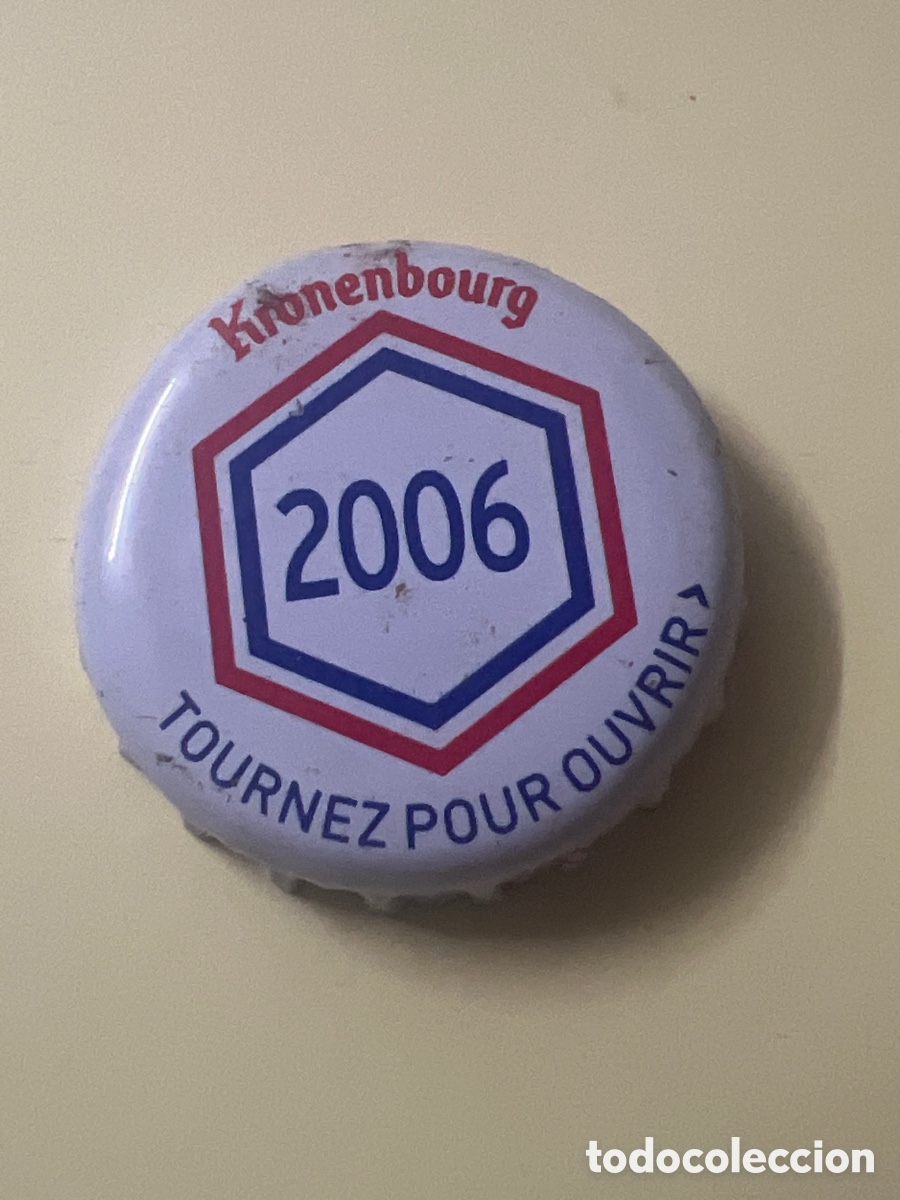 Kronenbourg
2006
TOURNEZ POUR OUVRIR >
todocoleccion